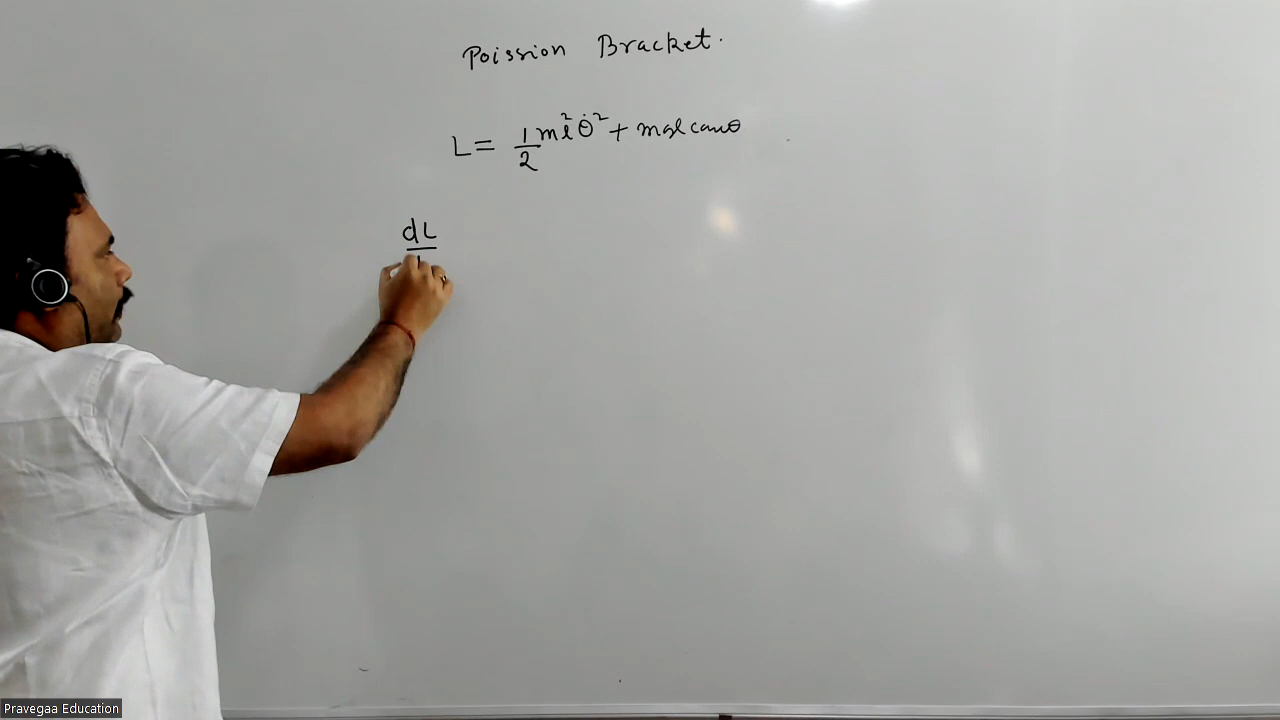 Poission Bracket.
L = 1/2 ml²θ̇² + mgl cosθ
dL
Pravegaa Education